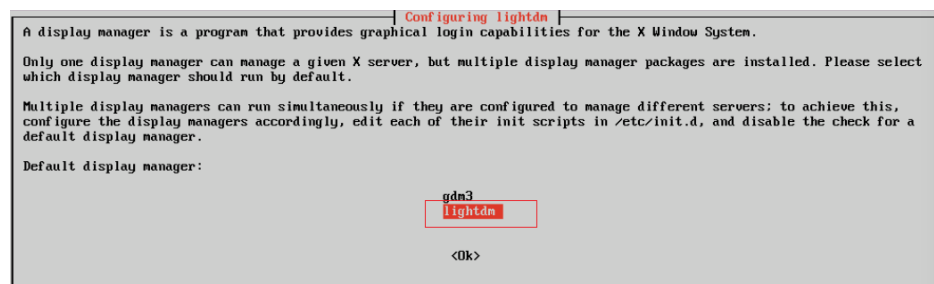 Configuring lightdm
A display manager is a program that provides graphical login capabilities for the X Window System.
Only one display manager can manage a given X server, but multiple display manager packages are installed. Please select
which display manager should run by default.
Multiple display managers can run simultaneously if they are configured to manage different servers; to achieve this,
configure the display managers accordingly, edit each of their init scripts in /etc/init.d, and disable the check for a
default display manager.
Default display manager:
gdm3
lightdm
<Ok>